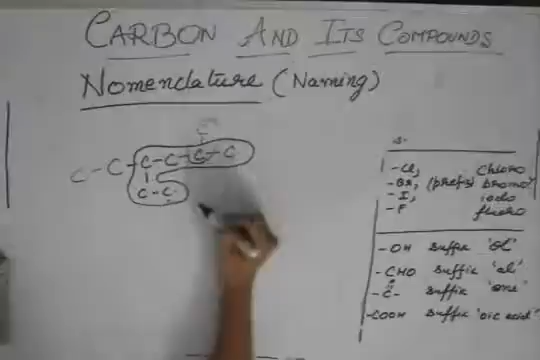 CARBON AND ITS COMPOUNDS
Nomenclature (Naming)
C
C-C-C-C-C-C
C-C
-Cl, Chloro
-Br, (prefix) bromo
-I, iodo
-F fluoro
-OH suffix 'ol'
-CHO suffix 'al'
O
-C- suffix 'one'
-COOH suffix 'oic acid'